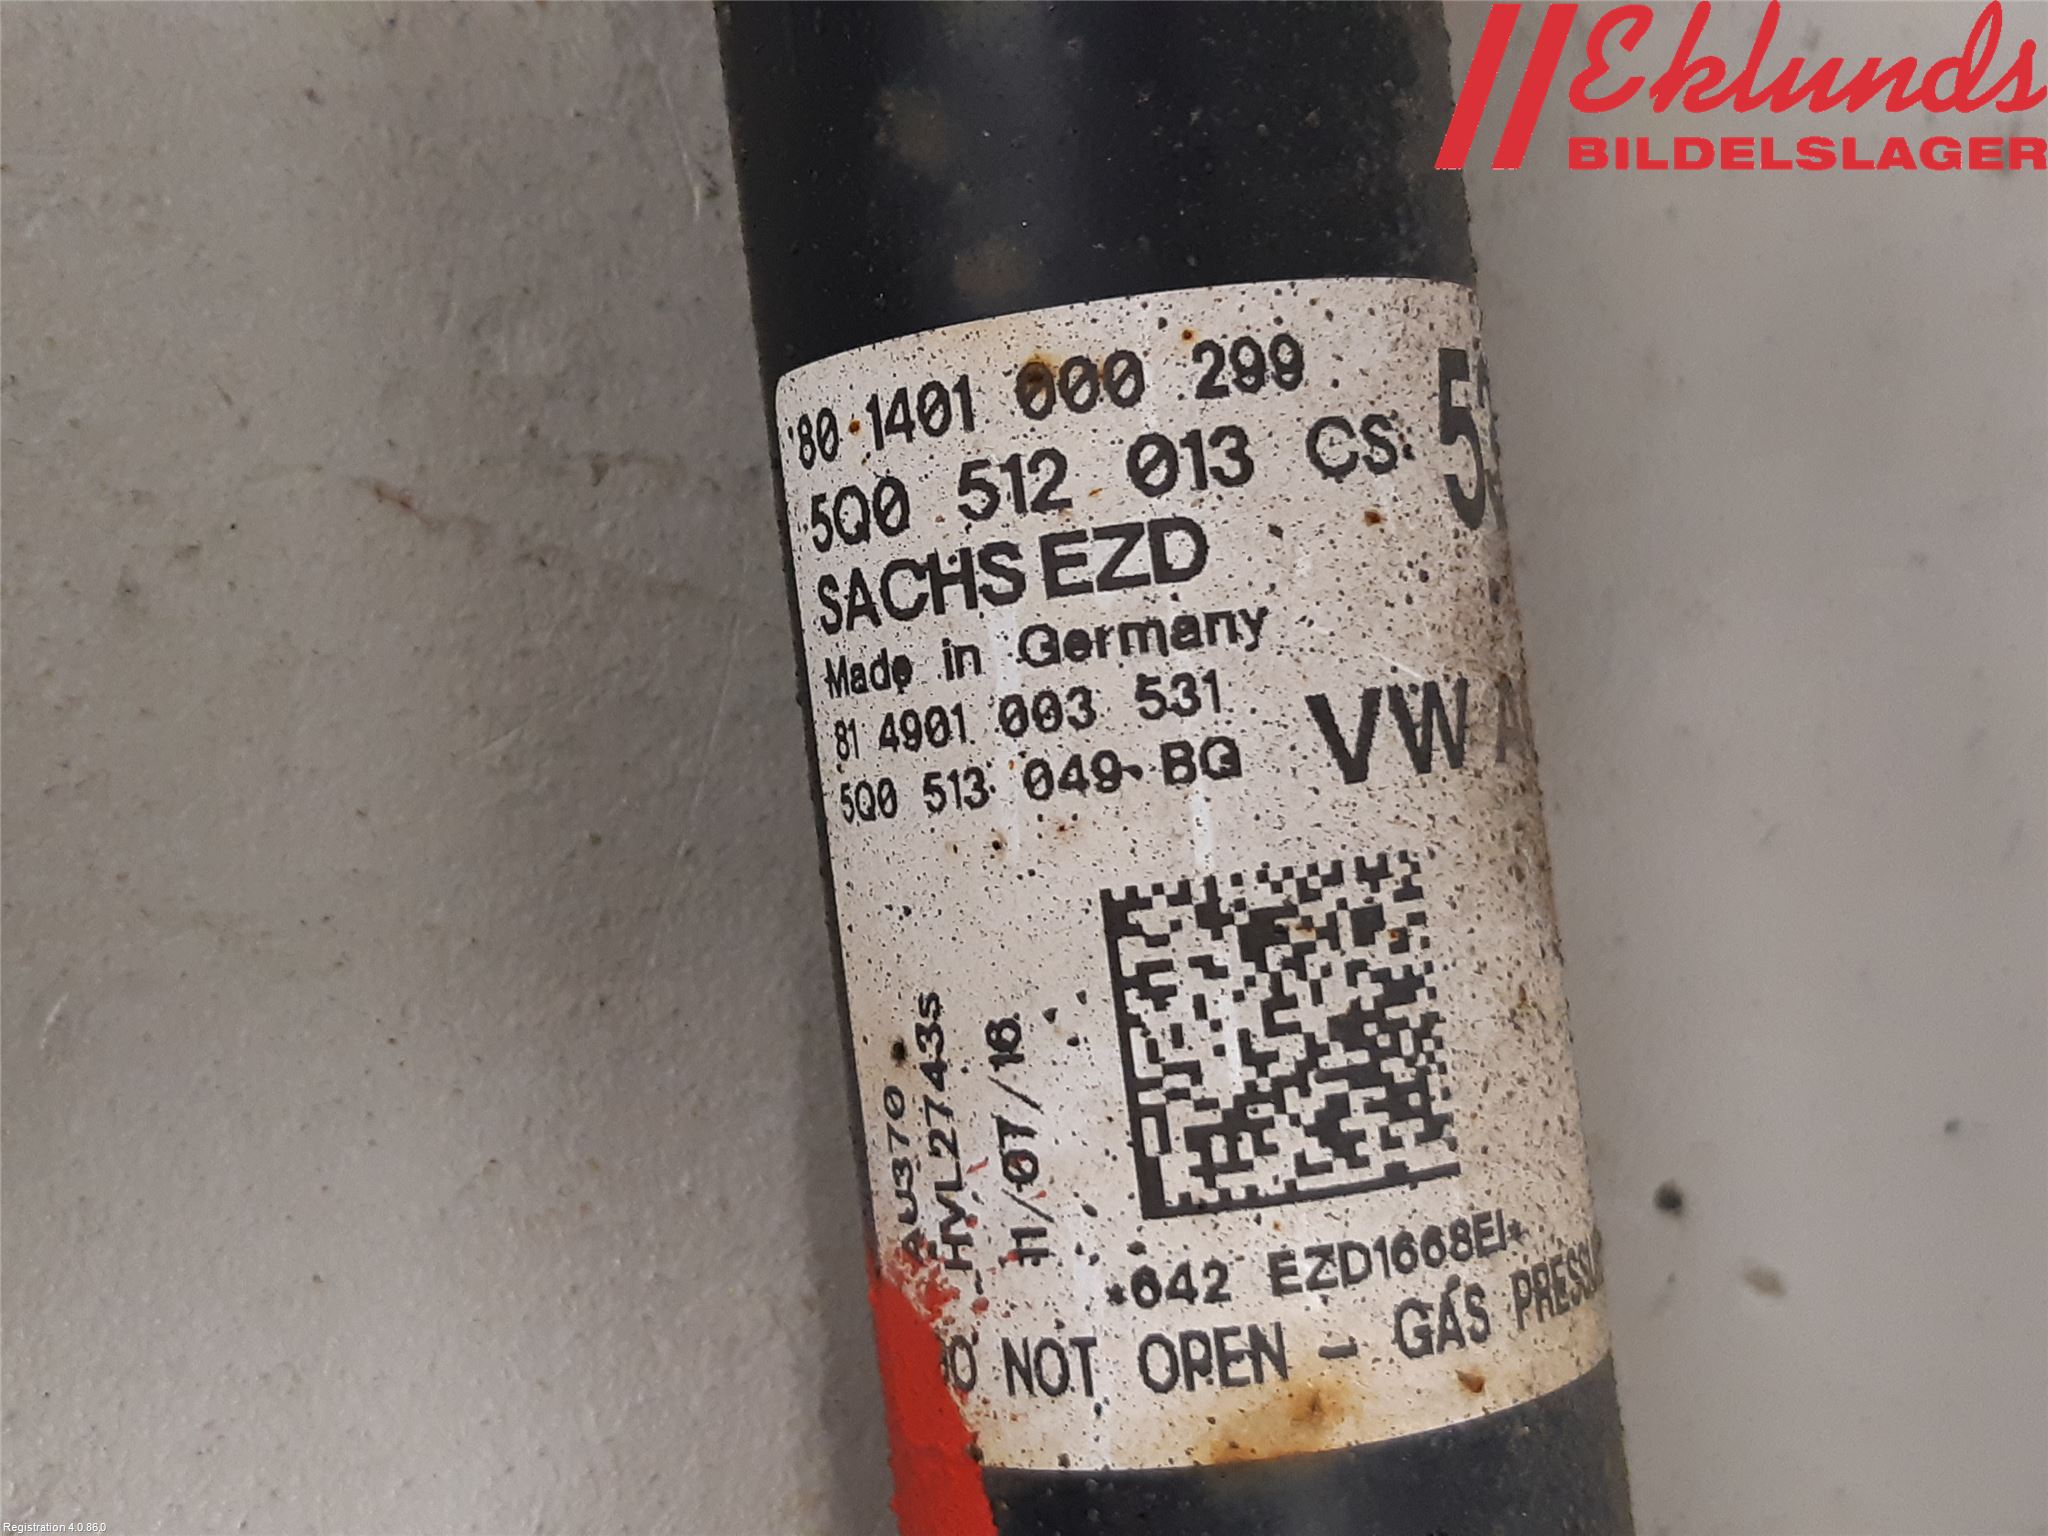 Eklunds
BILDELSLAGER
80 1401 000 299
5Q0 512 013 CS
SACHS EZD
Made in Germany
81 4901 003 531
5Q0 513 049 BQ
VW
AU370
HVL2743S
11/07/16
*642 EZD1668EI*
NOT OPEN - GAS
Registration 4.0.86.0